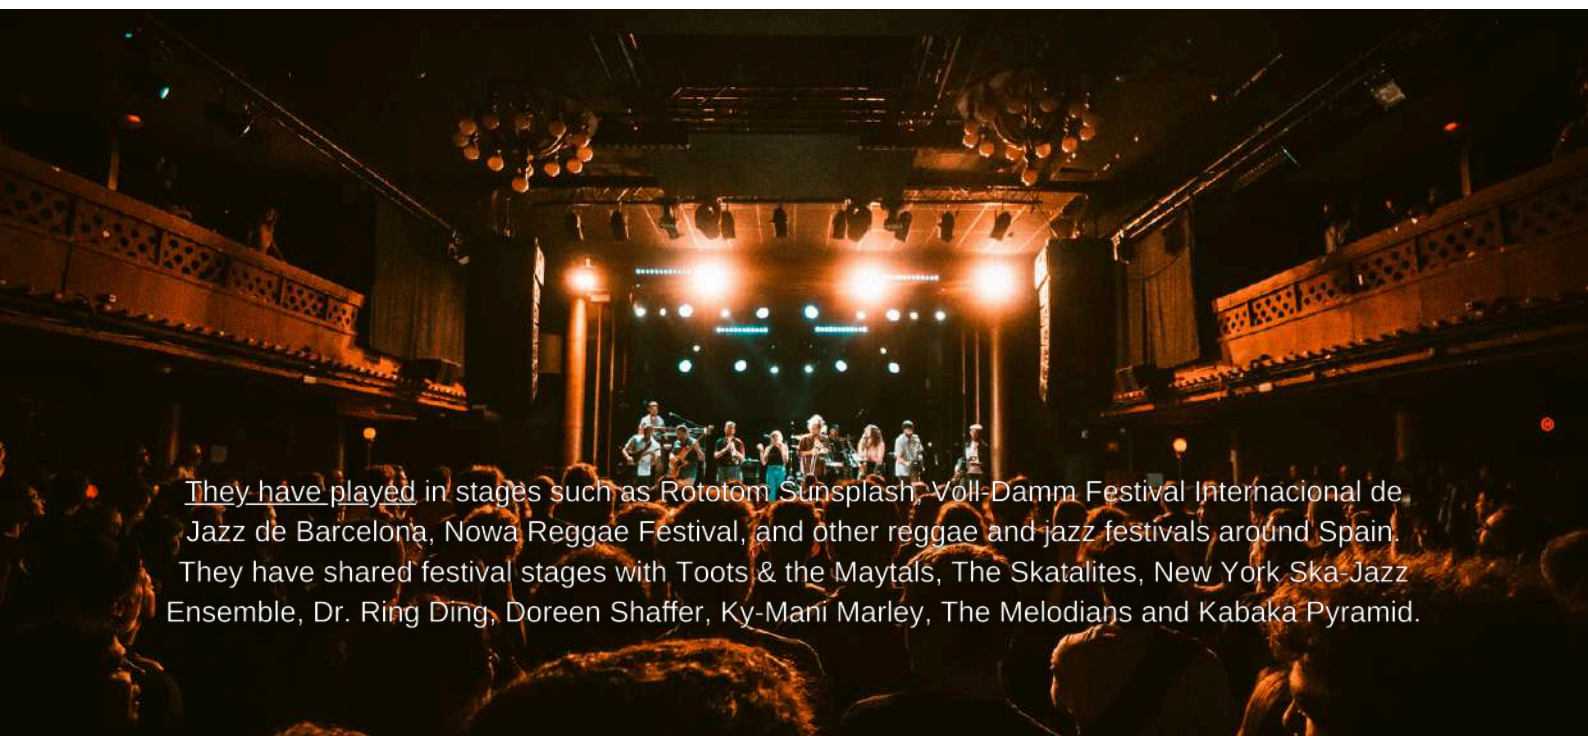 They have played in stages such as Rototom Sunsplash, Voll-Damm Festival Internacional de
Jazz de Barcelona, Nowa Reggae Festival, and other reggae and jazz festivals around Spain.
They have shared festival stages with Toots & the Maytals, The Skatalites, New York Ska-Jazz
Ensemble, Dr. Ring Ding, Doreen Shaffer, Ky-Mani Marley, The Melodians and Kabaka Pyramid.